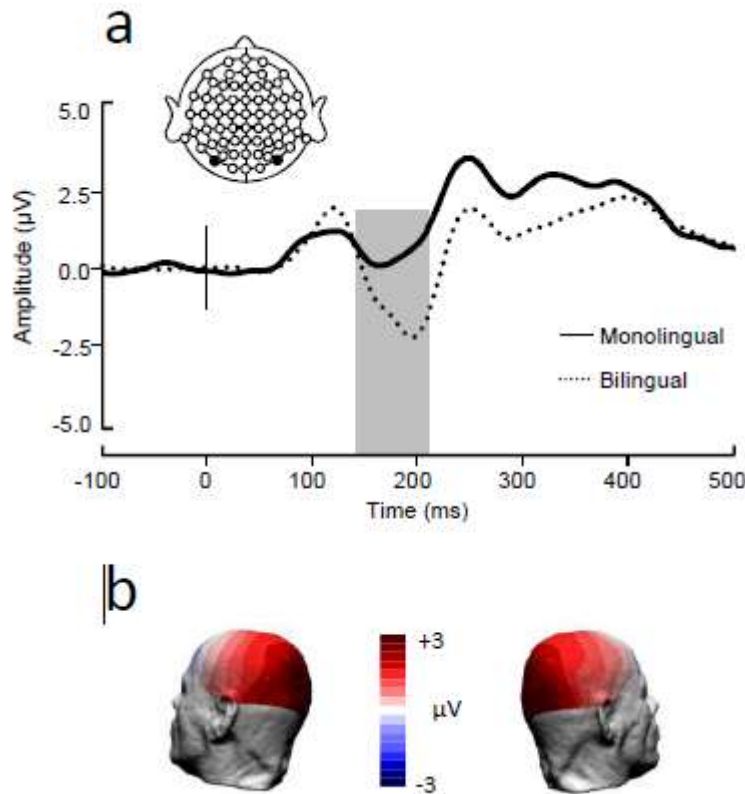 a
5.0
2.5
0.0
-2.5
-5.0
Amplitude (µV)
Monolingual
Bilingual
-100 0 100 200 300 400 500
Time (ms)
b
+3
µV
-3